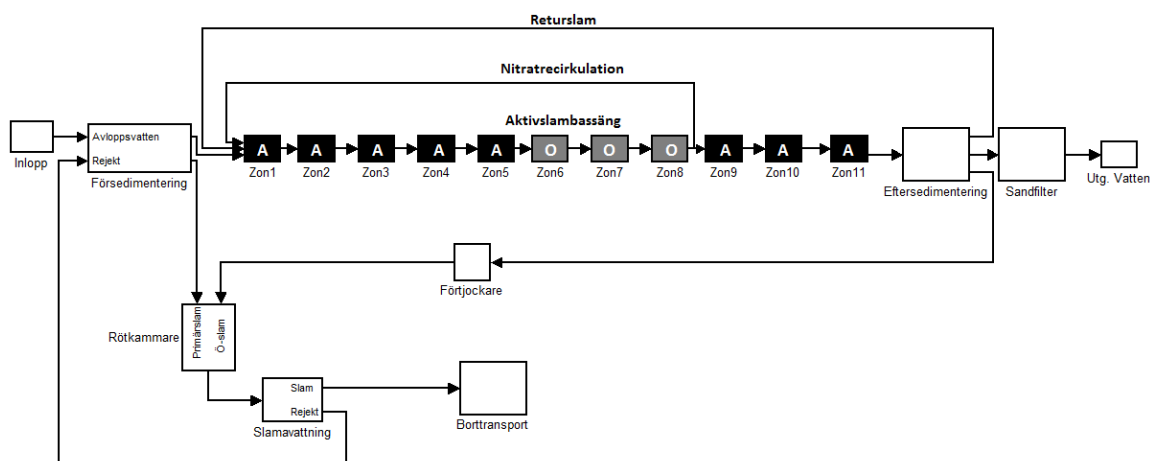 Returslam
Nitratrecirkulation
Aktivslambassäng
Inlopp
Avloppsvatten
Rejekt
Försedimentering
A A A A A O O O A A A
Zon1 Zon2 Zon3 Zon4 Zon5 Zon6 Zon7 Zon8 Zon9 Zon10 Zon11
Eftersedimentering
Sandfilter
Utg. Vatten
Förtjockare
Rötkammare
Primärslam
Ö-slam
Slam
Rejekt
Slamavattning
Borttransport